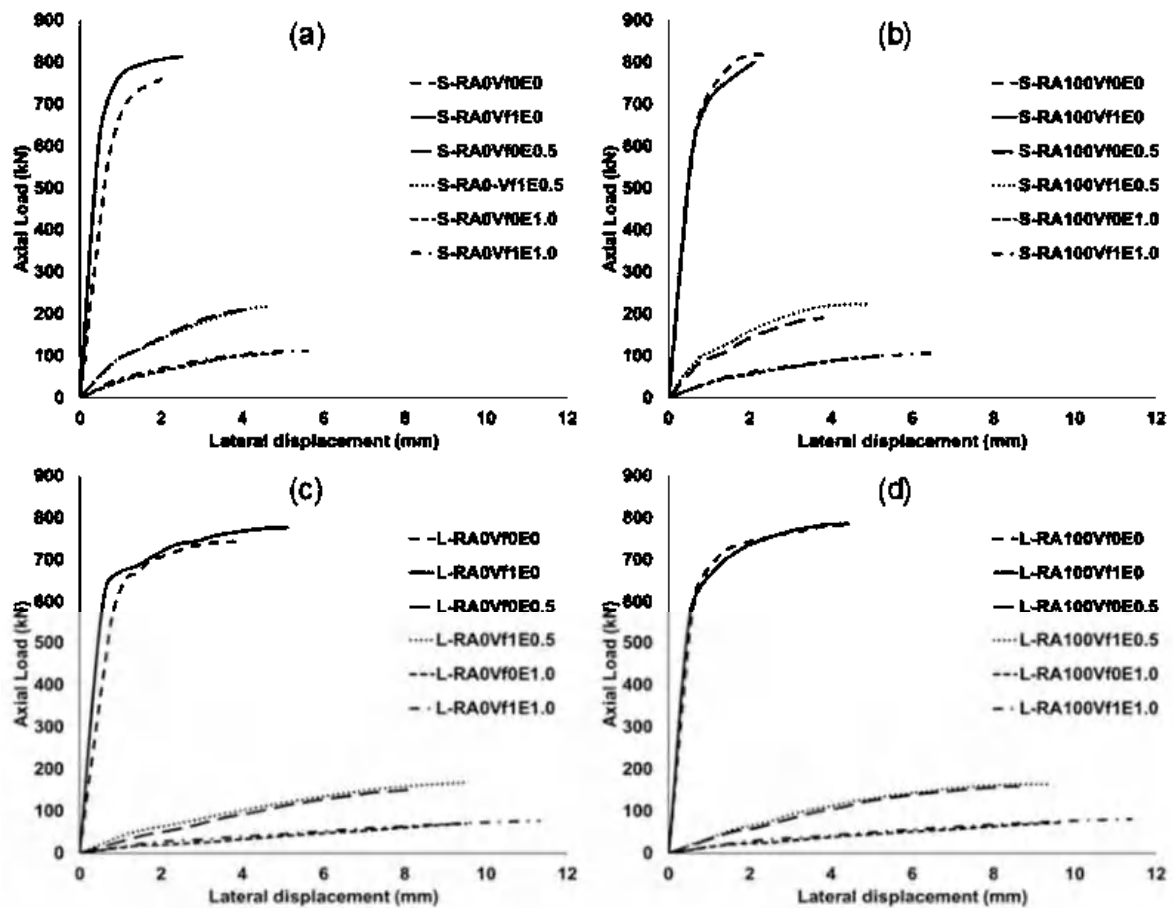 (a)
900
800
700
600
500
400
300
200
100
0
Axial Load (kN)
S-RA0Vf0E0
S-RA0Vf1E0
S-RA0Vf0E0.5
S-RA0-Vf1E0.5
S-RA0Vf0E1.0
S-RA0Vf1E1.0
0 2 4 6 8 10 12
Lateral displacement (mm)
(b)
900
800
700
600
500
400
300
200
100
0
Axial Load (kN)
S-RA100Vf0E0
S-RA100Vf1E0
S-RA100Vf0E0.5
S-RA100Vf1E0.5
S-RA100Vf0E1.0
S-RA100Vf1E1.0
0 2 4 6 8 10 12
Lateral displacement (mm)
(c)
900
800
700
600
500
400
300
200
100
0
Axial Load (kN)
L-RA0Vf0E0
L-RA0Vf1E0
L-RA0Vf0E0.5
L-RA0Vf1E0.5
L-RA0Vf0E1.0
L-RA0Vf1E1.0
0 2 4 6 8 10 12
Lateral displacement (mm)
(d)
900
800
700
600
500
400
300
200
100
0
Axial Load (kN)
L-RA100Vf0E0
L-RA100Vf1E0
L-RA100Vf0E0.5
L-RA100Vf1E0.5
L-RA100Vf0E1.0
L-RA100Vf1E1.0
0 2 4 6 8 10 12
Lateral displacement (mm)